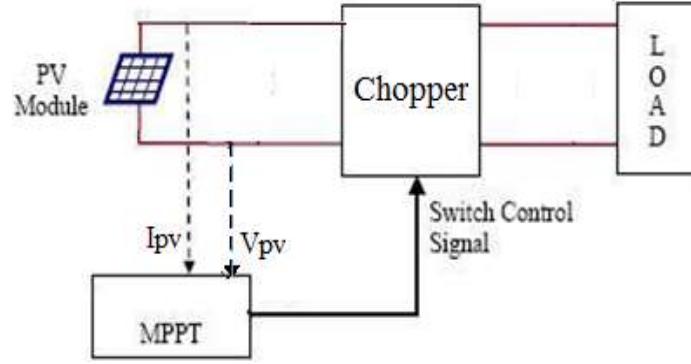 PV
Module
Chopper
L
O
A
D
Ipv
Vpv
Switch Control
Signal
MPPT